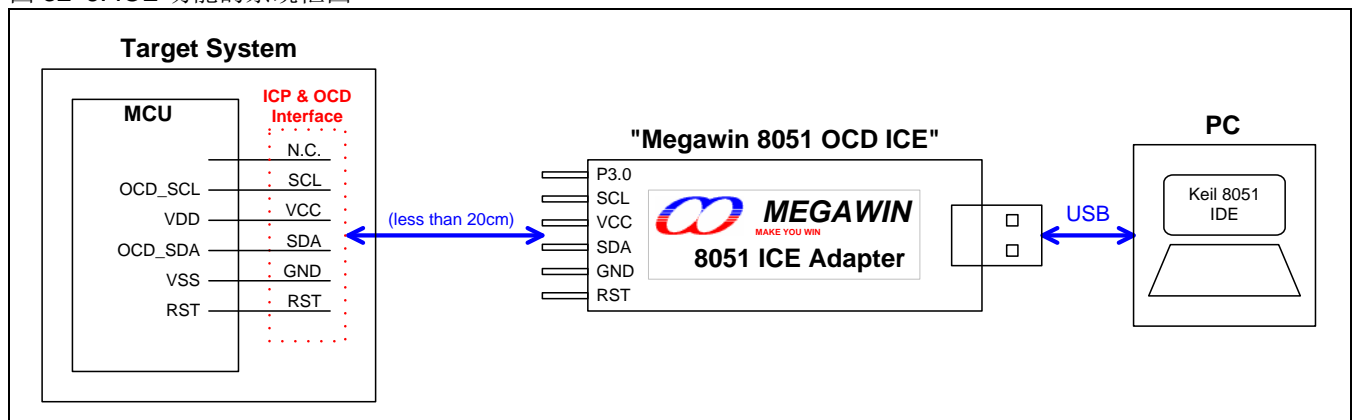 Target System
MCU
ICP & OCD
Interface
N.C.
OCD_SCL
SCL
VDD
VCC
OCD_SDA
SDA
VSS
GND
RST
RST
(less than 20cm)
"Megawin 8051 OCD ICE"
P3.0
SCL
VCC
SDA
GND
RST
MEGAWIN
MAKE YOU WIN
8051 ICE Adapter
USB
PC
Keil 8051
IDE